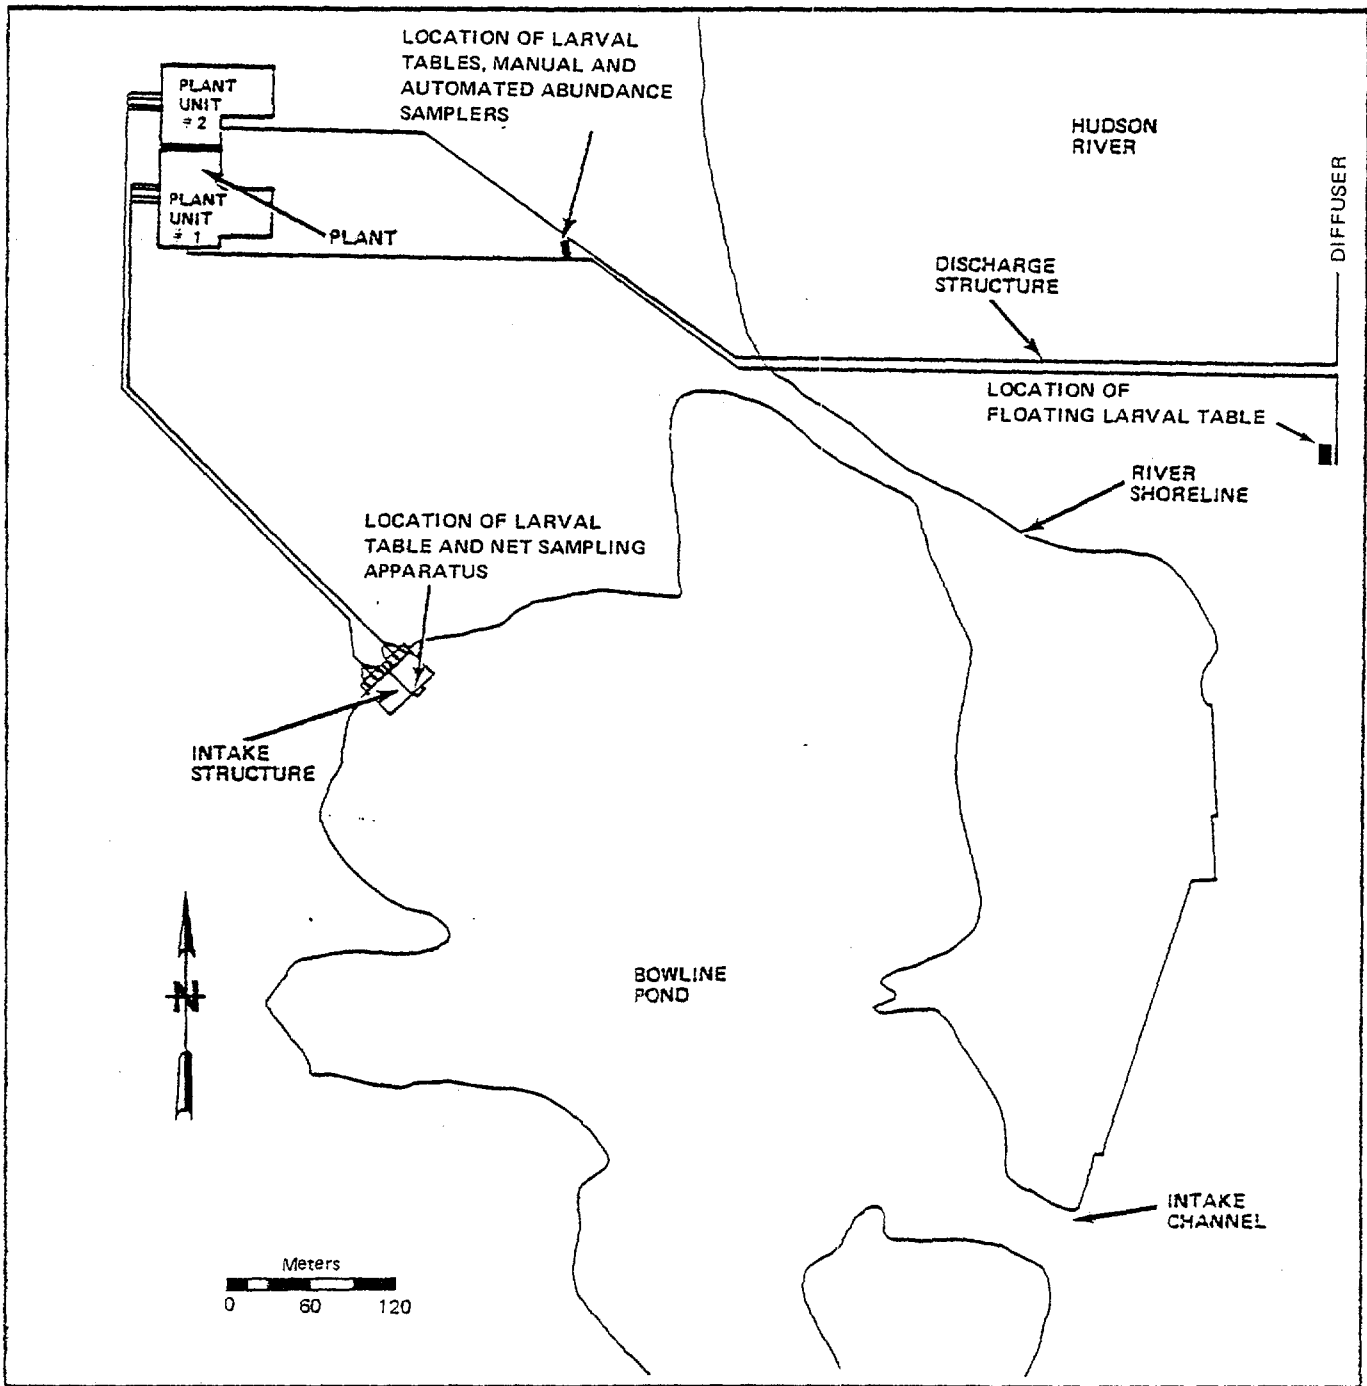 LOCATION OF LARVAL
TABLES, MANUAL AND
AUTOMATED ABUNDANCE
SAMPLERS
PLANT
UNIT
#2
HUDSON
RIVER
DIFFUSER
PLANT
UNIT
# 1
PLANT
DISCHARGE
STRUCTURE
LOCATION OF
FLOATING LARVAL TABLE
RIVER
SHORELINE
LOCATION OF LARVAL
TABLE AND NET SAMPLING
APPARATUS
INTAKE
STRUCTURE
N
BOWLINE
POND
INTAKE
CHANNEL
Meters
0 60 120